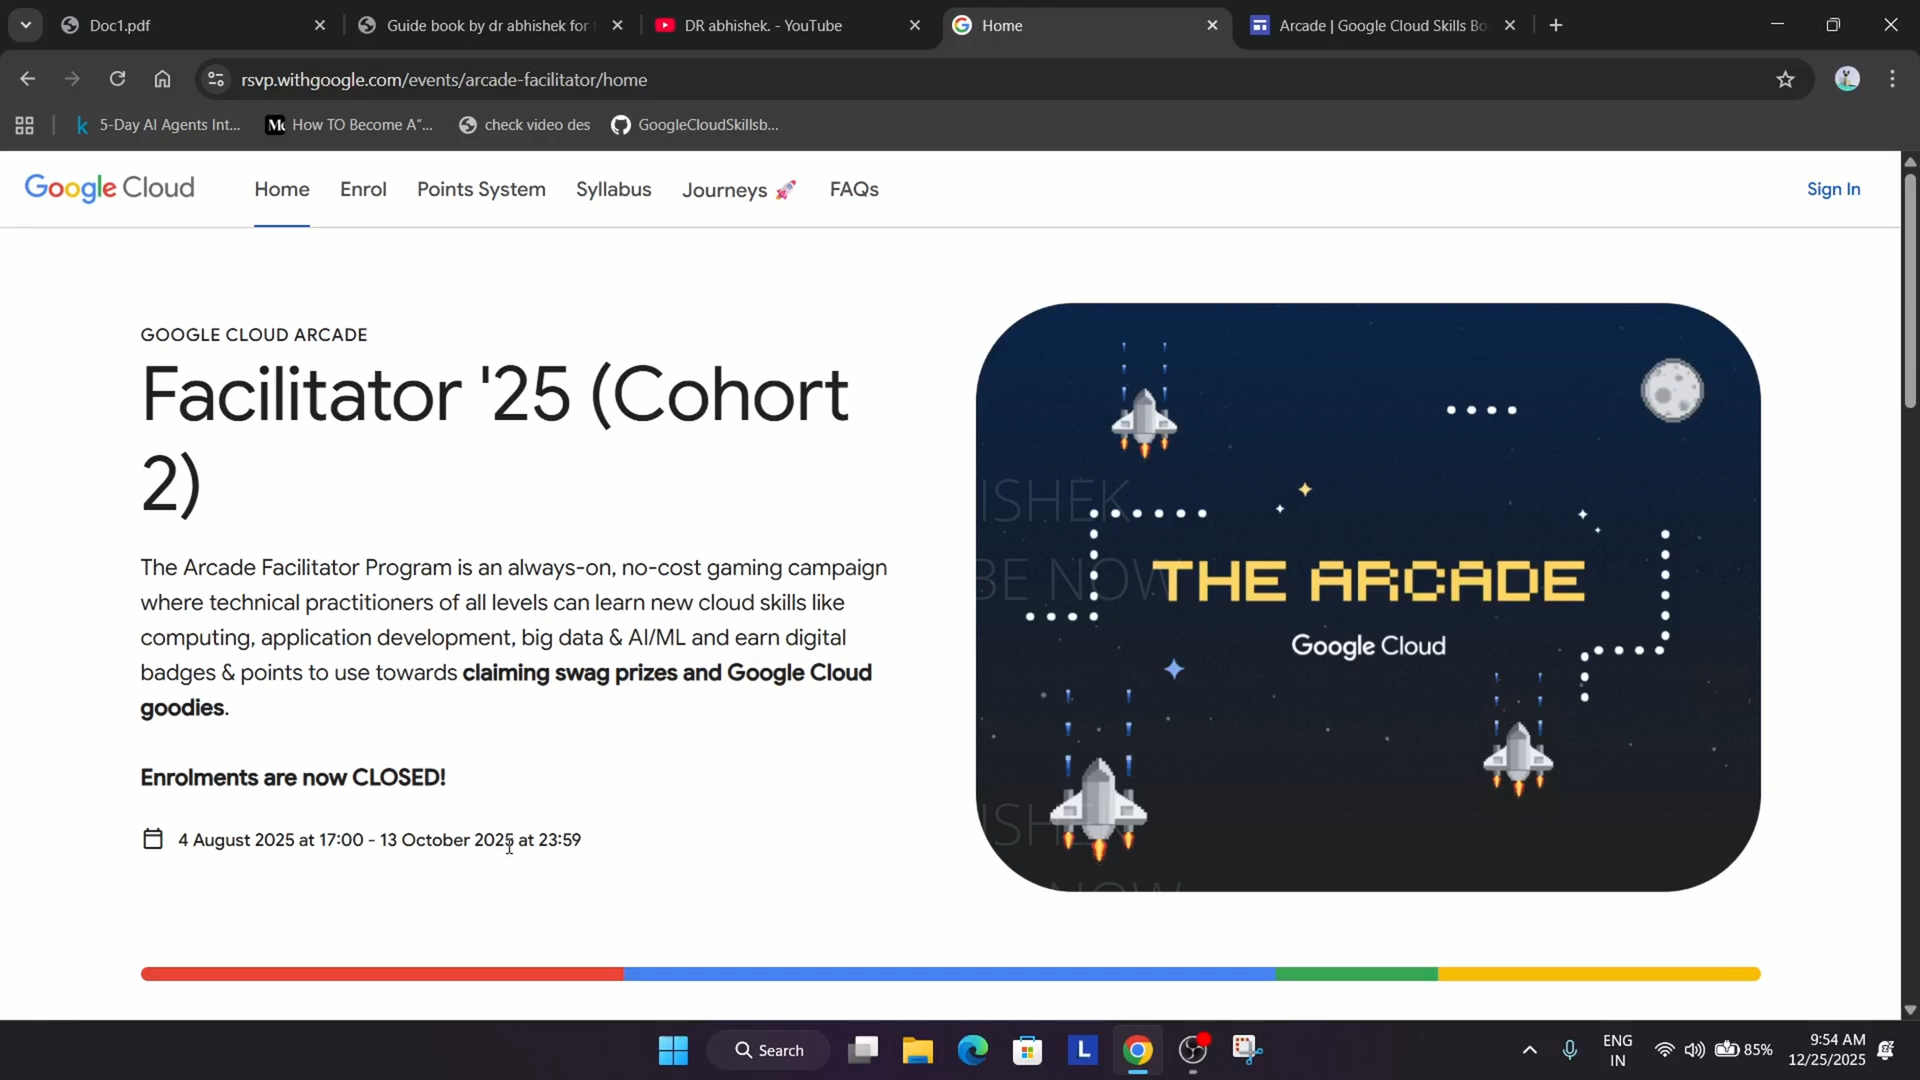 Doc1.pdf
Guide book by dr abhishek for
DR abhishek. - YouTube
Home
Arcade | Google Cloud Skills Bo
rsvp.withgoogle.com/events/arcade-facilitator/home
5-Day AI Agents Int...
How TO Become A“...
check video des
GoogleCloudSkillsb...
Google Cloud
Home
Enrol
Points System
Syllabus
Journeys 🚀
FAQs
Sign In
GOOGLE CLOUD ARCADE
Facilitator '25 (Cohort
2)
The Arcade Facilitator Program is an always-on, no-cost gaming campaign
where technical practitioners of all levels can learn new cloud skills like
computing, application development, big data & AI/ML and earn digital
badges & points to use towards claiming swag prizes and Google Cloud
goodies.
Enrolments are now CLOSED!
4 August 2025 at 17:00 - 13 October 2025 at 23:59
THE ARCADE
Google Cloud
Search
ENG
IN
85%
9:54 AM
12/25/2025